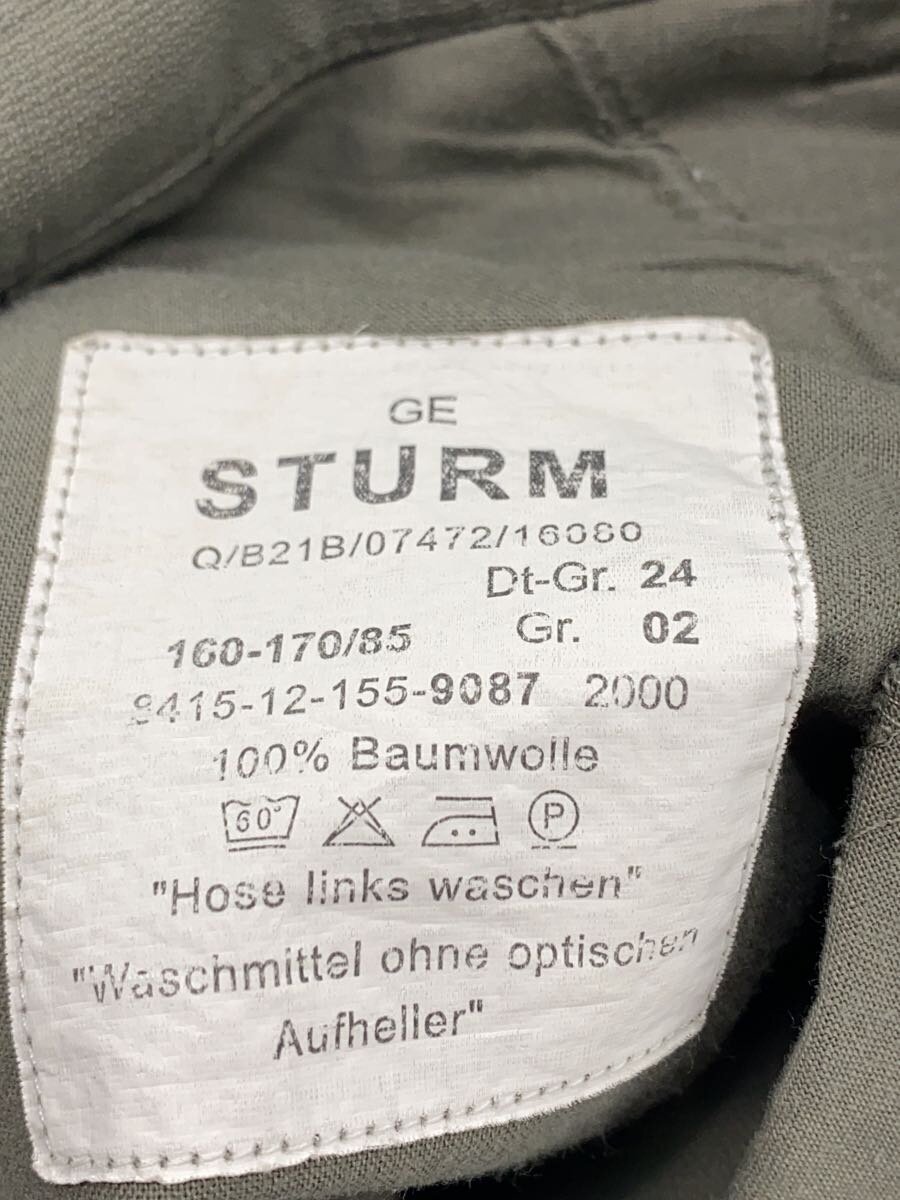 GE
STURM
Q/B21B/07472/16080
Dt-Gr. 24
160-170/85 Gr. 02
8415-12-155-9087 2000
100% Baumwolle
60° P
"Hose links waschen"
"Waschmittel ohne optischen
Aufheller"